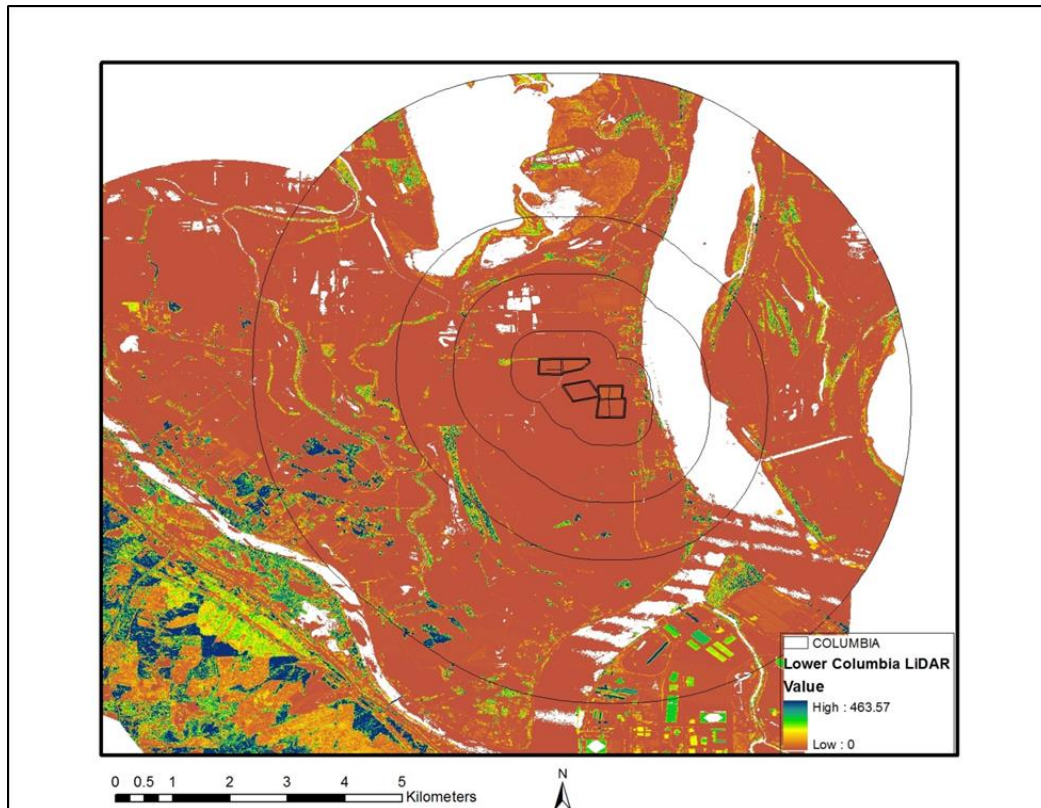 COLUMBIA
Lower Columbia LiDAR
Value
High : 463.57
Low : 0
0 0.5 1 2 3 4 5
Kilometers
N